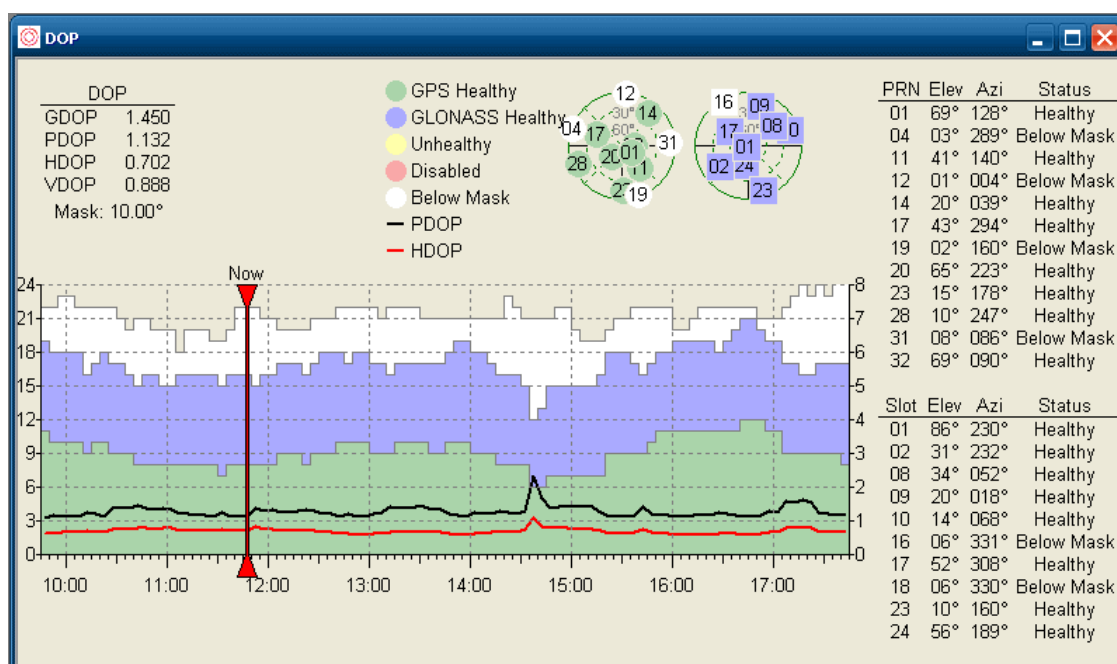 DOP
DOP
GDOP 1.450
PDOP 1.132
HDOP 0.702
VDOP 0.888
Mask: 10.00°
GPS Healthy
GLONASS Healthy
Unhealthy
Disabled
Below Mask
PDOP
HDOP
12
14
30°
04
17
60°
31
20
01
28
11
19
16
09
17
08
01
02
24
23
PRN Elev Azi Status
01 69° 128° Healthy
04 03° 289° Below Mask
11 41° 140° Healthy
12 01° 004° Below Mask
14 20° 039° Healthy
17 43° 294° Healthy
19 02° 160° Below Mask
20 65° 223° Healthy
23 15° 178° Healthy
28 10° 247° Healthy
31 08° 086° Below Mask
32 69° 090° Healthy
Slot Elev Azi Status
01 86° 230° Healthy
02 31° 232° Healthy
08 34° 052° Healthy
09 20° 018° Healthy
10 14° 068° Healthy
16 06° 331° Below Mask
17 52° 308° Healthy
18 06° 330° Below Mask
23 10° 160° Healthy
24 56° 189° Healthy
Now
24 8
21 7
18 6
15 5
12 4
9 3
6 2
3 1
0 0
10:00 11:00 12:00 13:00 14:00 15:00 16:00 17:00